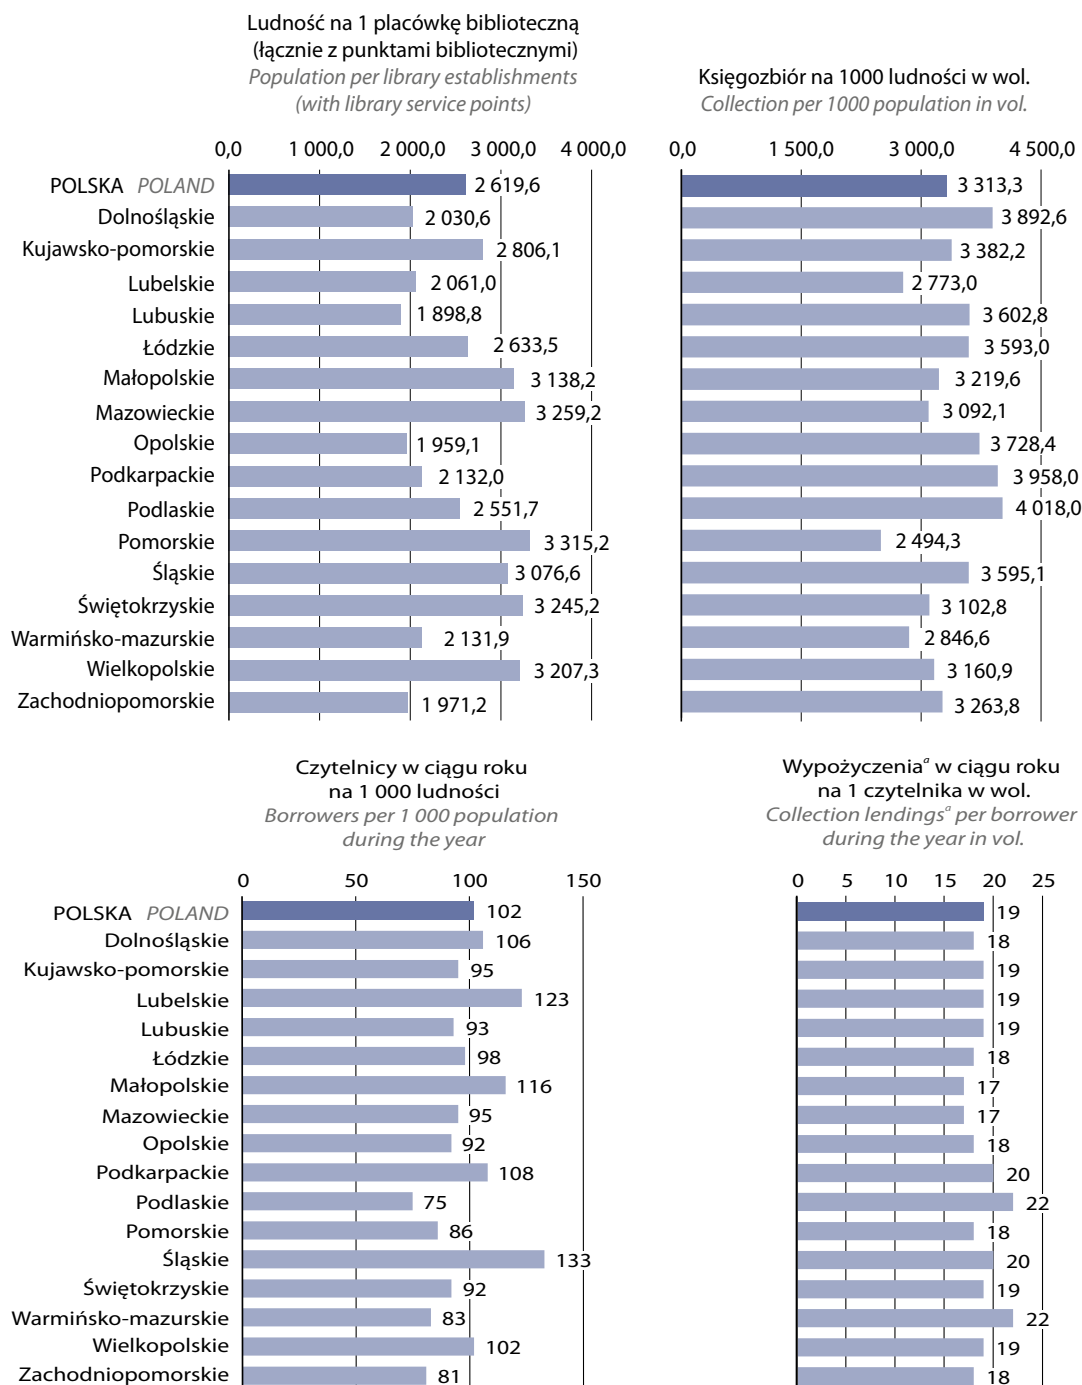 Ludność na 1 placówkę biblioteczną
(łącznie z punktami bibliotecznymi)
Population per library establishments
(with library service points)
0,0 1 000,0 2 000,0 3 000,0 4 000,0
POLSKA POLAND 2 619,6
Dolnośląskie 2 030,6
Kujawsko-pomorskie 2 806,1
Lubelskie 2 061,0
Lubuskie 1 898,8
Łódzkie 2 633,5
Małopolskie 3 138,2
Mazowieckie 3 259,2
Opolskie 1 959,1
Podkarpackie 2 132,0
Podlaskie 2 551,7
Pomorskie 3 315,2
Śląskie 3 076,6
Świętokrzyskie 3 245,2
Warmińsko-mazurskie 2 131,9
Wielkopolskie 3 207,3
Zachodniopomorskie 1 971,2
Księgozbiór na 1000 ludności w wol.
Collection per 1000 population in vol.
0,0 1 500,0 3 000,0 4 500,0
3 313,3
3 892,6
3 382,2
2 773,0
3 602,8
3 593,0
3 219,6
3 092,1
3 728,4
3 958,0
4 018,0
2 494,3
3 595,1
3 102,8
2 846,6
3 160,9
3 263,8
Czytelnicy w ciągu roku
na 1 000 ludności
Borrowers per 1 000 population
during the year
0 50 100 150
POLSKA POLAND 102
Dolnośląskie 106
Kujawsko-pomorskie 95
Lubelskie 123
Lubuskie 93
Łódzkie 98
Małopolskie 116
Mazowieckie 95
Opolskie 92
Podkarpackie 108
Podlaskie 75
Pomorskie 86
Śląskie 133
Świętokrzyskie 92
Warmińsko-mazurskie 83
Wielkopolskie 102
Zachodniopomorskie 81
Wypożyczeniaᵃ w ciągu roku
na 1 czytelnika w wol.
Collection lendingsᵃ per borrower
during the year in vol.
0 5 10 15 20 25
19
18
19
19
19
18
17
17
18
20
22
18
20
19
22
19
18